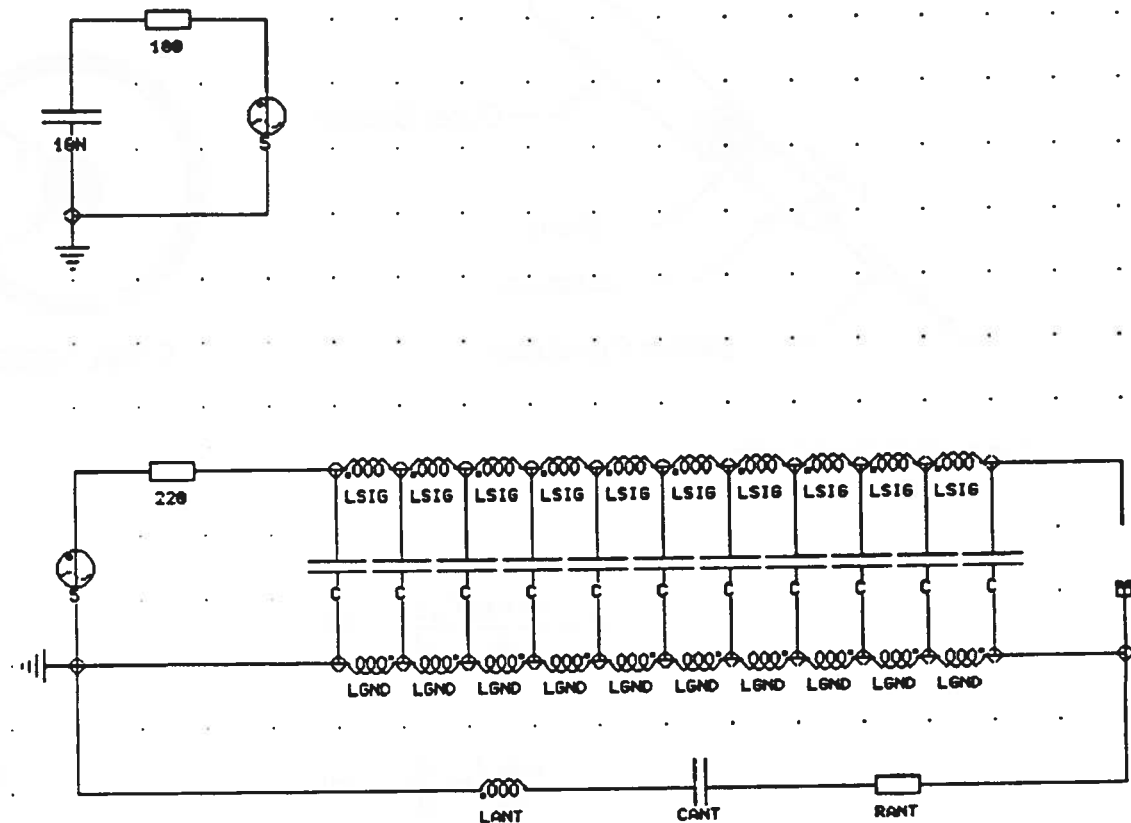 100
10N
5
220
LSIG LSIG LSIG LSIG LSIG LSIG LSIG LSIG LSIG LSIG
5
C C C C C C C C C C C
LGND LGND LGND LGND LGND LGND LGND LGND LGND LGND
LANT
CANT
RANT